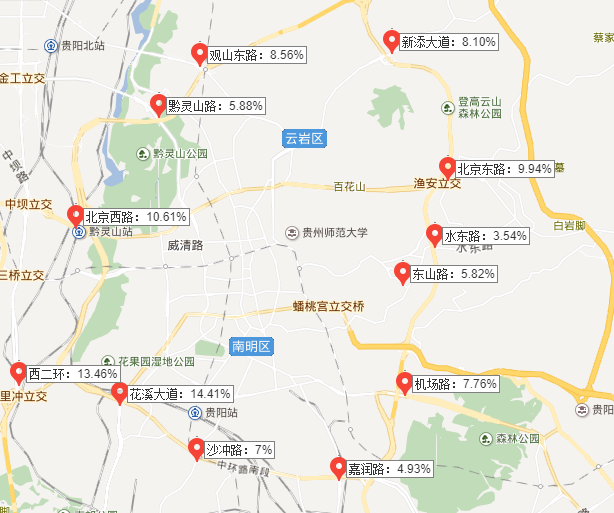 新添大道：8.10%
蔡家
贵阳北站
观山东路：8.56%
金工立交
黔灵山路：5.88%
登高云山
森林公园
云岩区
中坝路
黔灵山公园
北京东路：9.94%
墓
百花山
渔安立交
中坝立交
北京西路：10.61%
白岩脚
黔灵山站
贵州师范大学
水东路：3.54%
威清路
水东路
三桥立交
东山路：5.82%
蟠桃宫立交桥
南明区
花果园湿地公园
西二环：13.46%
机场路：7.76%
里冲立交
花溪大道：14.41%
贵阳站
贵阳
森林公园
沙冲路：7%
中环路南段
嘉润路：4.93%